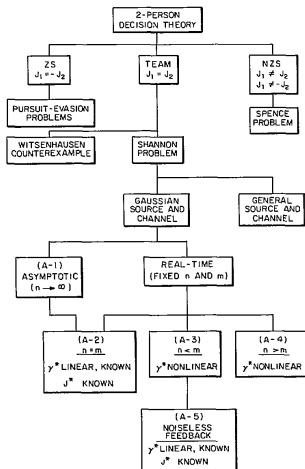 2-PERSON
DECISION THEORY
ZS
J₁=-J₂
TEAM
J₁ = J₂
NZS
J₁ ≠ J₂
J₁ ≠ -J₂
PURSUIT-EVASION
PROBLEMS
SPENCE
PROBLEM
WITSENHAUSEN
COUNTEREXAMPLE
SHANNON
PROBLEM
GAUSSIAN
SOURCE AND
CHANNEL
GENERAL
SOURCE AND
CHANNEL
(A-1)
ASYMPTOTIC
(n→∞)
REAL-TIME
(FIXED n AND m)
(A-2)
n = m
γ* LINEAR, KNOWN
J* KNOWN
(A-3)
n < m
γ* NONLINEAR
(A-4)
n > m
γ* NONLINEAR
(A-5)
NOISELESS
FEEDBACK
γ* LINEAR, KNOWN
J* KNOWN